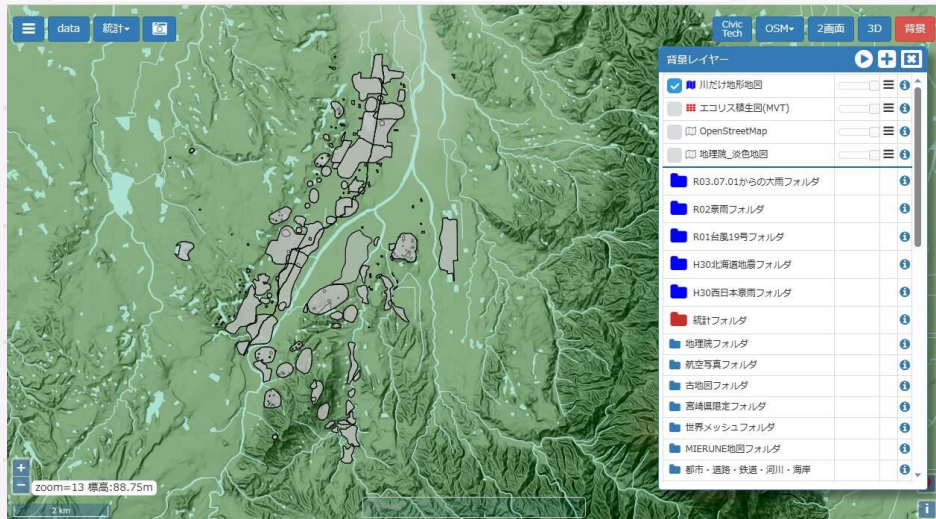 data
統計
Civic
Tech
OSM
2画面
3D
背景
背景レイヤー
川だけ地形地図
エコリス植生図(MVT)
OpenStreetMap
地理院_淡色地図
R03.07.01からの大雨フォルダ
R02豪雨フォルダ
R01台風19号フォルダ
H30北海道地震フォルダ
H30西日本豪雨フォルダ
統計フォルダ
地理院フォルダ
航空写真フォルダ
古地図フォルダ
宮崎県限定フォルダ
世界メッシュフォルダ
MIERUNE地図フォルダ
都市・道路・鉄道・河川・海岸
zoom=13 標高:88.75m
2 km